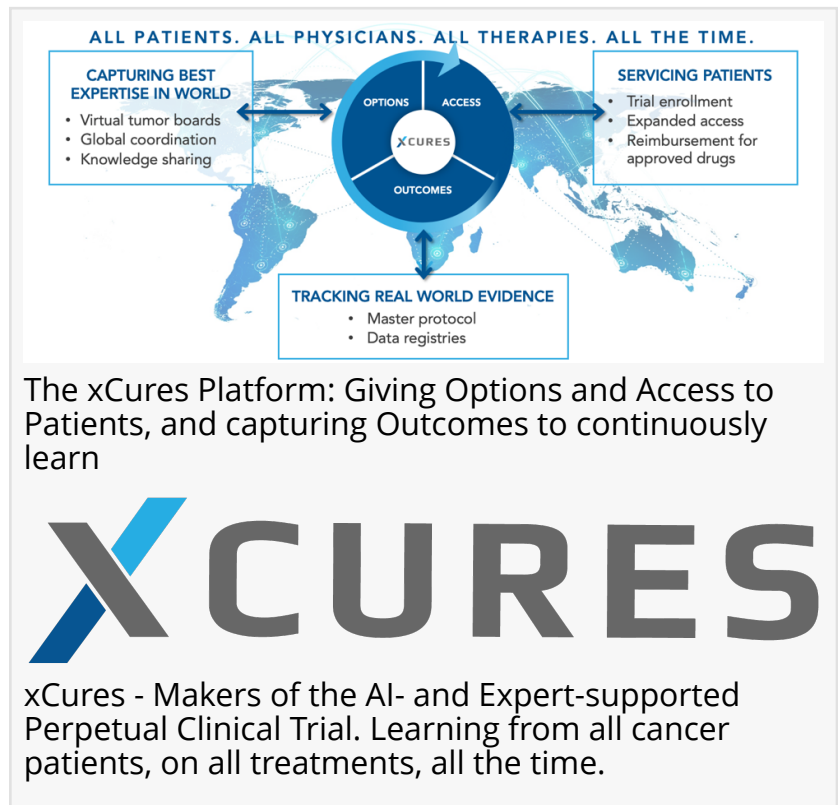 ALL PATIENTS. ALL PHYSICIANS. ALL THERAPIES. ALL THE TIME.
CAPTURING BEST
EXPERTISE IN WORLD
• Virtual tumor boards
• Global coordination
• Knowledge sharing
OPTIONS
ACCESS
XCURES
OUTCOMES
SERVICING PATIENTS
• Trial enrollment
• Expanded access
• Reimbursement for
approved drugs
TRACKING REAL WORLD EVIDENCE
• Master protocol
• Data registries
The xCures Platform: Giving Options and Access to
Patients, and capturing Outcomes to continuously
learn
XCURES
xCures - Makers of the AI- and Expert-supported
Perpetual Clinical Trial. Learning from all cancer
patients, on all treatments, all the time.